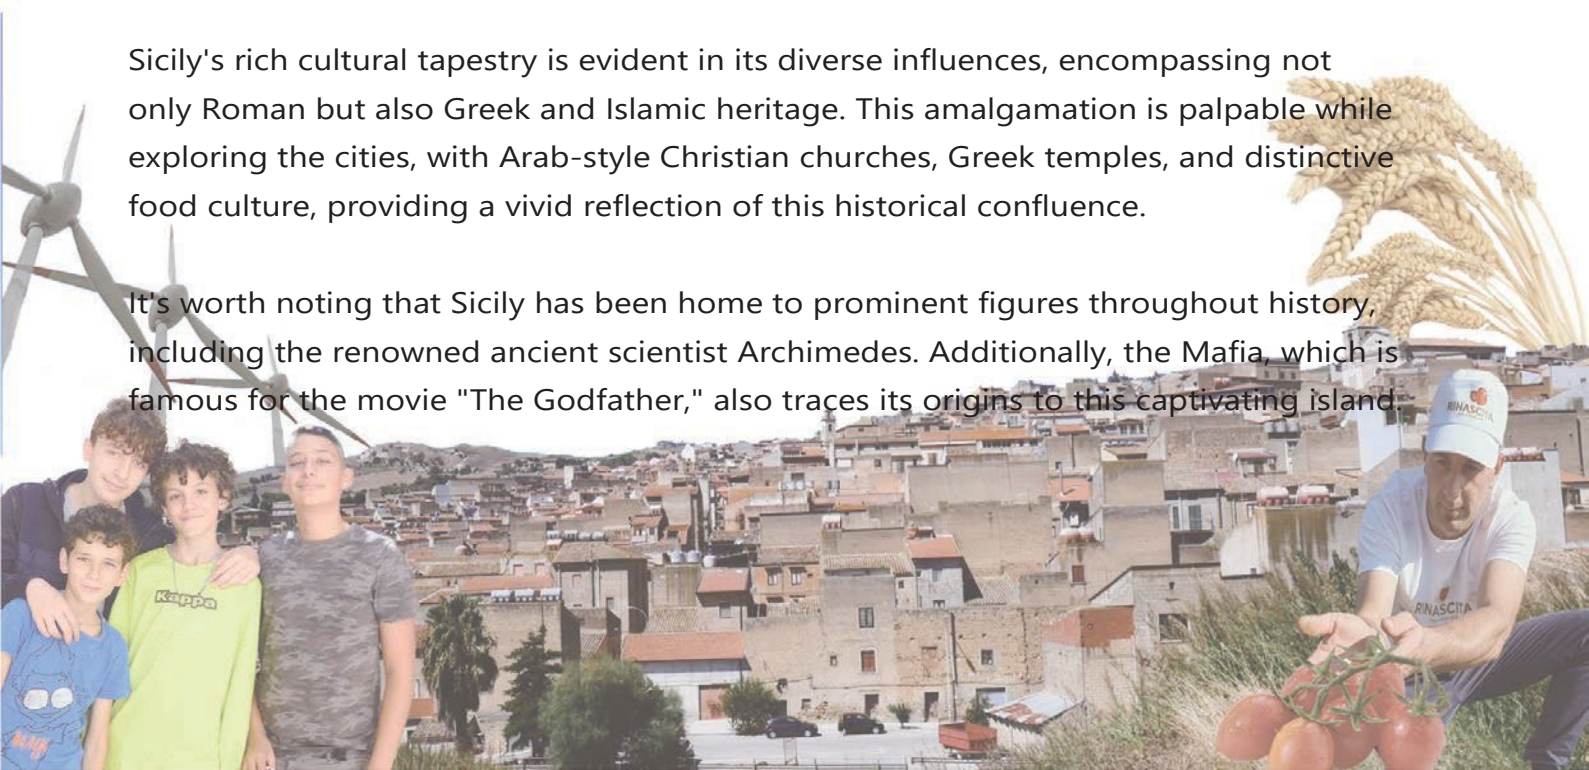 Sicily's rich cultural tapestry is evident in its diverse influences, encompassing not
only Roman but also Greek and Islamic heritage. This amalgamation is palpable while
exploring the cities, with Arab-style Christian churches, Greek temples, and distinctive
food culture, providing a vivid reflection of this historical confluence.
It's worth noting that Sicily has been home to prominent figures throughout history,
including the renowned ancient scientist Archimedes. Additionally, the Mafia, which is
famous for the movie "The Godfather," also traces its origins to this captivating island.
RINASCITA
Kappa
RINASCITA